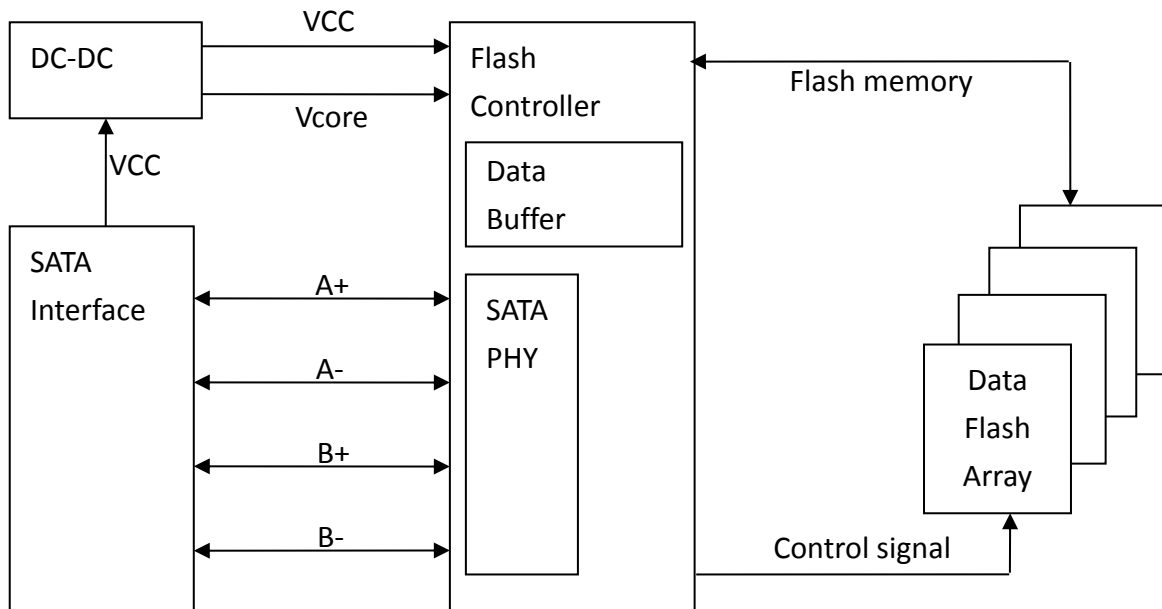 DC-DC
VCC
Vcore
VCC
SATA
Interface
A+
A-
B+
B-
Flash
Controller
Data
Buffer
SATA
PHY
Flash memory
Data
Flash
Array
Control signal